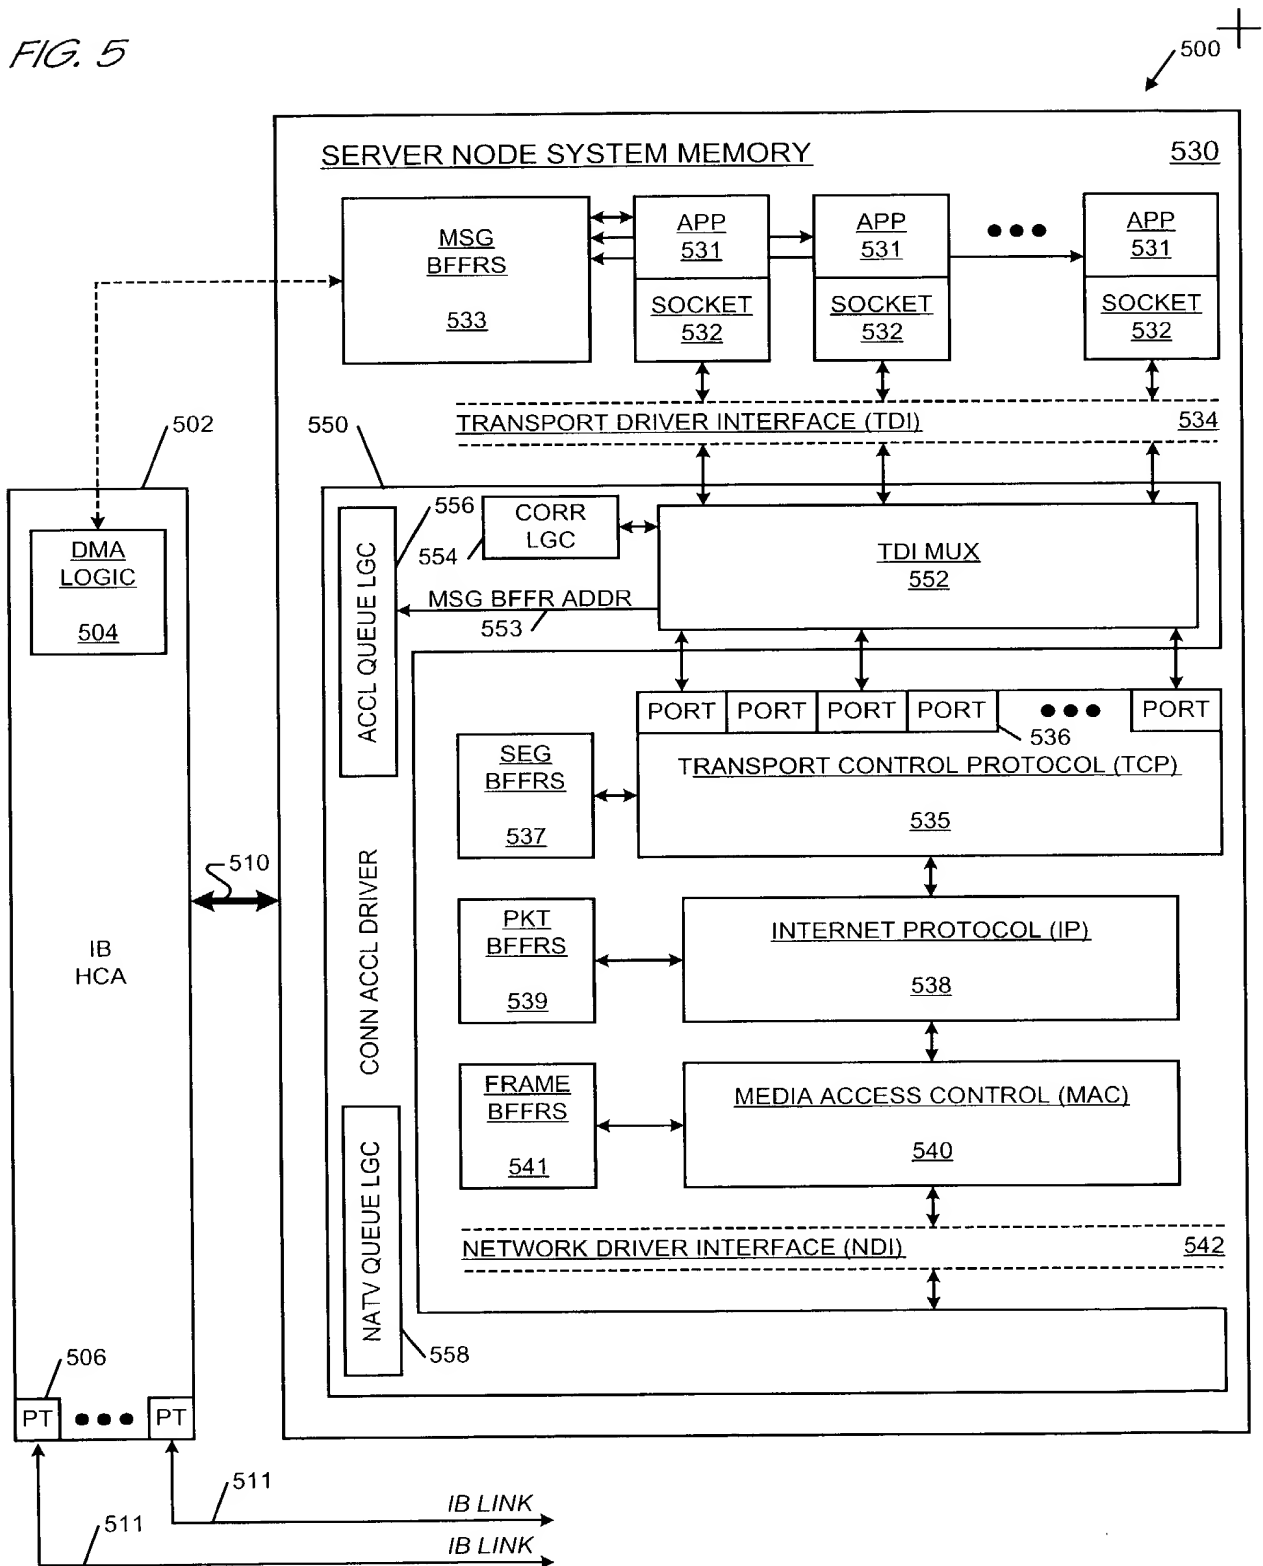 FIG. 5
500
SERVER NODE SYSTEM MEMORY
530
MSG
BFFRS
533
APP
531
SOCKET
532
APP
531
SOCKET
532
APP
531
SOCKET
532
TRANSPORT DRIVER INTERFACE (TDI)
534
502
550
556
DMA
LOGIC
504
CORR
LGC
554
TDI MUX
552
MSG BFFR ADDR
553
ACCL QUEUE LGC
PORT
PORT
PORT
PORT
PORT
536
TRANSPORT CONTROL PROTOCOL (TCP)
535
SEG
BFFRS
537
510
IB
HCA
CONN ACCL DRIVER
PKT
BFFRS
539
INTERNET PROTOCOL (IP)
538
FRAME
BFFRS
541
MEDIA ACCESS CONTROL (MAC)
540
NATV QUEUE LGC
NETWORK DRIVER INTERFACE (NDI)
542
558
506
PT
PT
511
IB LINK
511
IB LINK